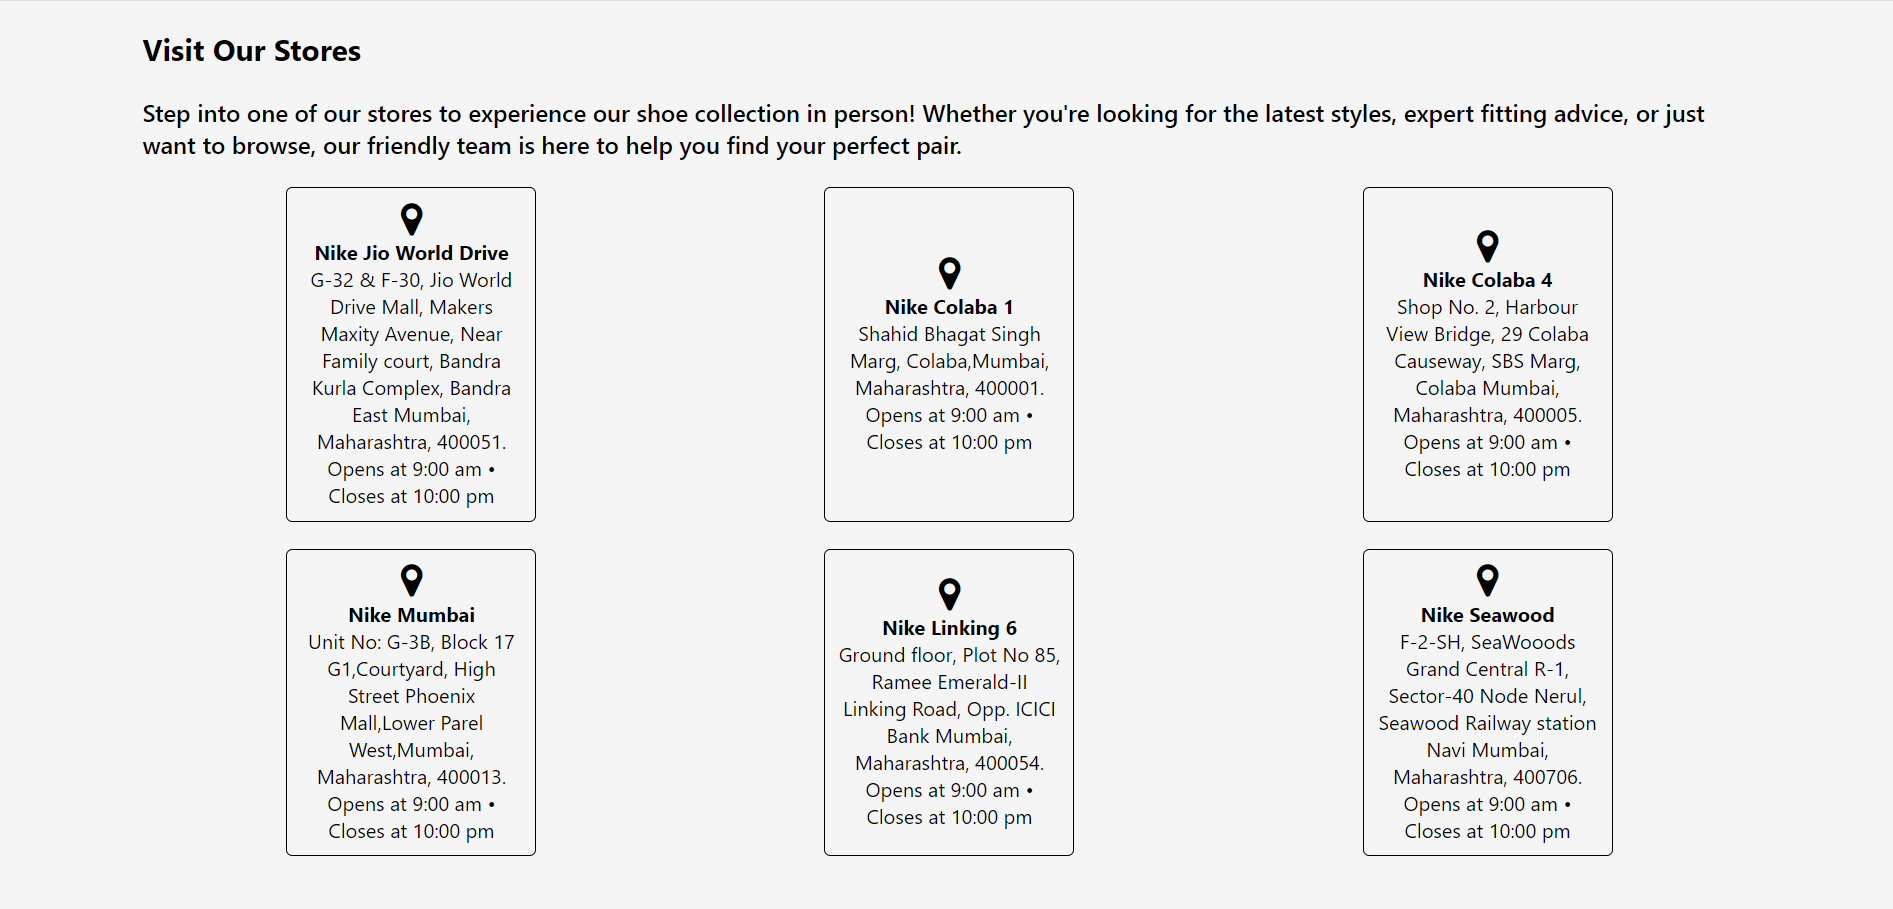 Visit Our Stores
Step into one of our stores to experience our shoe collection in person! Whether you're looking for the latest styles, expert fitting advice, or just
want to browse, our friendly team is here to help you find your perfect pair.
Nike Jio World Drive
G-32 & F-30, Jio World
Drive Mall, Makers
Maxity Avenue, Near
Family court, Bandra
Kurla Complex, Bandra
East Mumbai,
Maharashtra, 400051.
Opens at 9:00 am •
Closes at 10:00 pm
Nike Colaba 1
Shahid Bhagat Singh
Marg, Colaba,Mumbai,
Maharashtra, 400001.
Opens at 9:00 am •
Closes at 10:00 pm
Nike Colaba 4
Shop No. 2, Harbour
View Bridge, 29 Colaba
Causeway, SBS Marg,
Colaba Mumbai,
Maharashtra, 400005.
Opens at 9:00 am •
Closes at 10:00 pm
Nike Mumbai
Unit No: G-3B, Block 17
G1,Courtyard, High
Street Phoenix
Mall,Lower Parel
West,Mumbai,
Maharashtra, 400013.
Opens at 9:00 am •
Closes at 10:00 pm
Nike Linking 6
Ground floor, Plot No 85,
Ramee Emerald-II
Linking Road, Opp. ICICI
Bank Mumbai,
Maharashtra, 400054.
Opens at 9:00 am •
Closes at 10:00 pm
Nike Seawood
F-2-SH, SeaWooods
Grand Central R-1,
Sector-40 Node Nerul,
Seawood Railway station
Navi Mumbai,
Maharashtra, 400706.
Opens at 9:00 am •
Closes at 10:00 pm